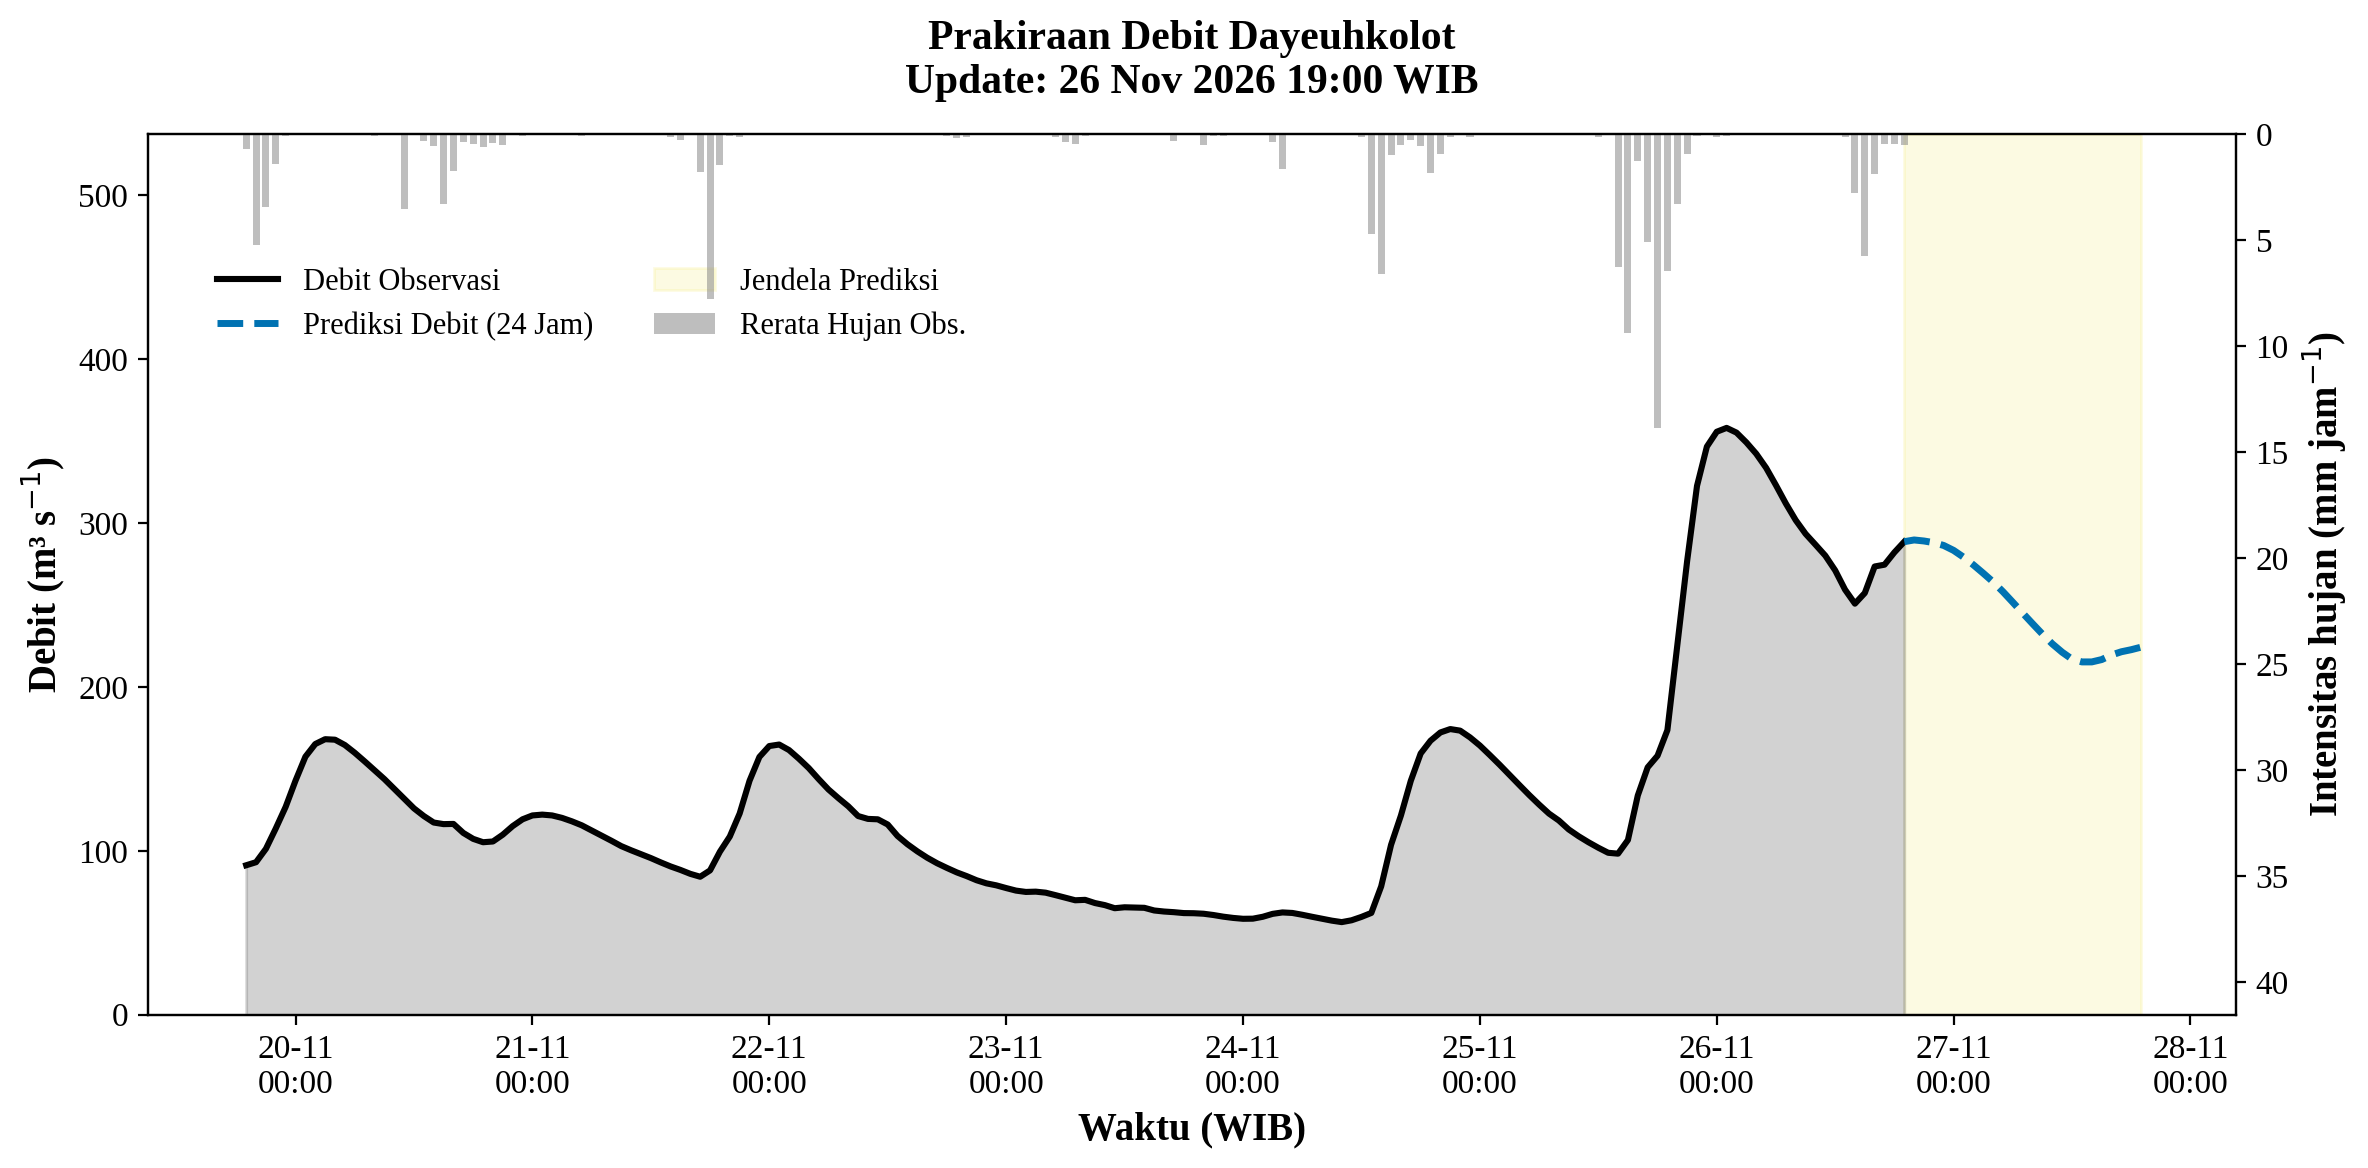 Prakiraan Debit Dayeuhkolot
Update: 26 Nov 2026 19:00 WIB
Debit Observasi
Prediksi Debit (24 Jam)
Jendela Prediksi
Rerata Hujan Obs.
Debit (m³ s⁻¹)
500
400
300
200
100
0
Intensitas hujan (mm jam⁻¹)
0
5
10
15
20
25
30
35
40
20-11 00:00
21-11 00:00
22-11 00:00
23-11 00:00
24-11 00:00
25-11 00:00
26-11 00:00
27-11 00:00
28-11 00:00
Waktu (WIB)